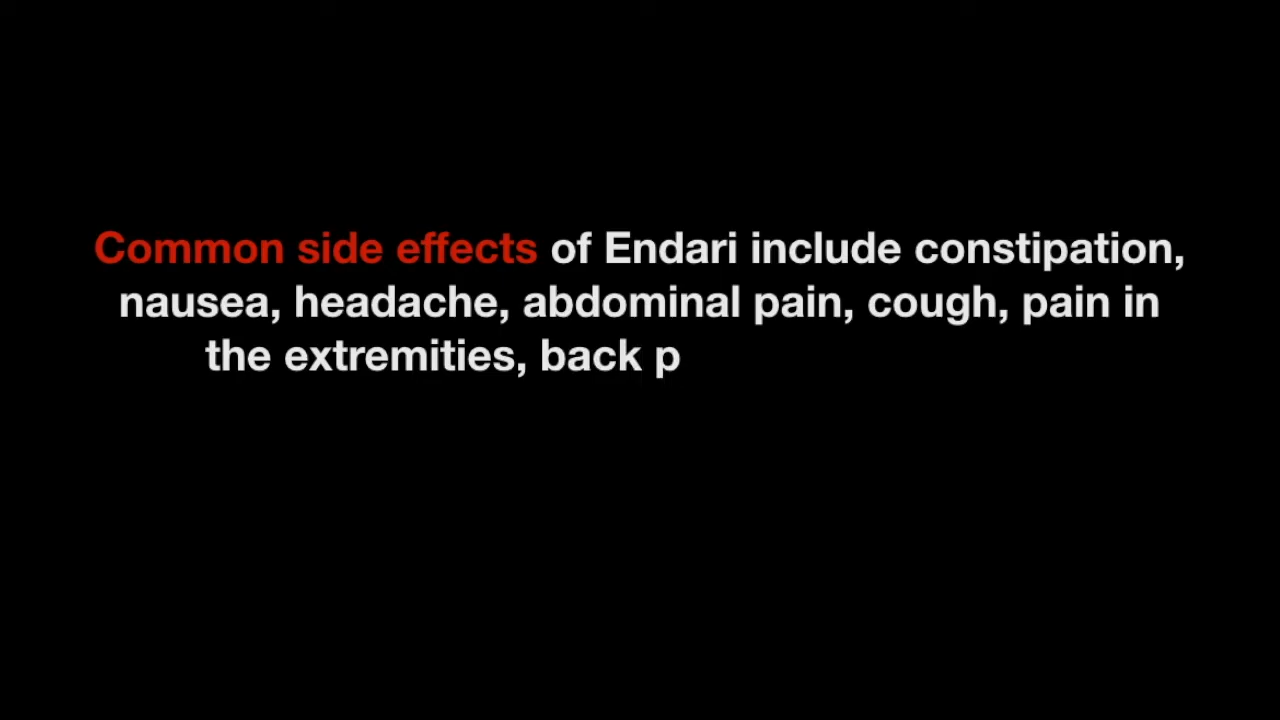 Common side effects of Endari include constipation,
nausea, headache, abdominal pain, cough, pain in
the extremities, back p